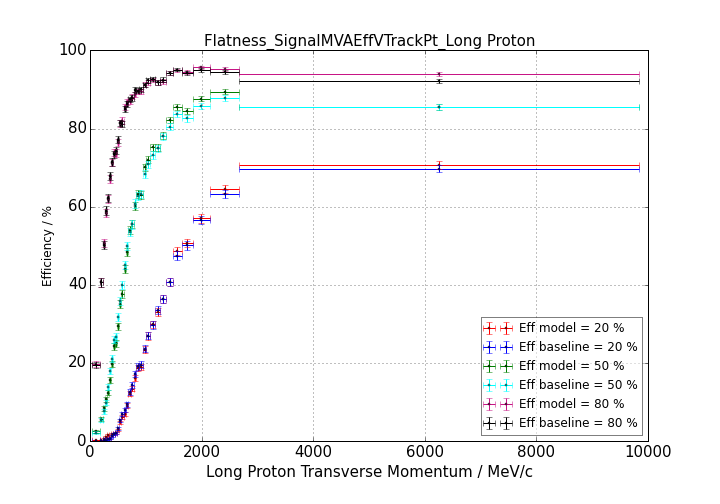 Flatness_SignalMVAEffVTrackPt_Long Proton
100
80
60
40
20
0
Efficiency / %
Eff model = 20 %
Eff baseline = 20 %
Eff model = 50 %
Eff baseline = 50 %
Eff model = 80 %
Eff baseline = 80 %
0 2000 4000 6000 8000 10000
Long Proton Transverse Momentum / MeV/c